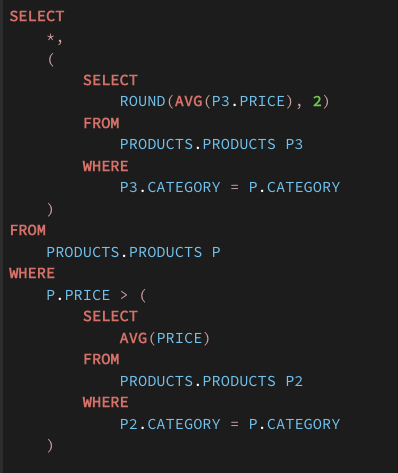 SELECT
    *,
    (
        SELECT
            ROUND(AVG(P3.PRICE), 2)
        FROM
            PRODUCTS.PRODUCTS P3
        WHERE
            P3.CATEGORY = P.CATEGORY
    )
FROM
    PRODUCTS.PRODUCTS P
WHERE
    P.PRICE > (
        SELECT
            AVG(PRICE)
        FROM
            PRODUCTS.PRODUCTS P2
        WHERE
            P2.CATEGORY = P.CATEGORY
    )